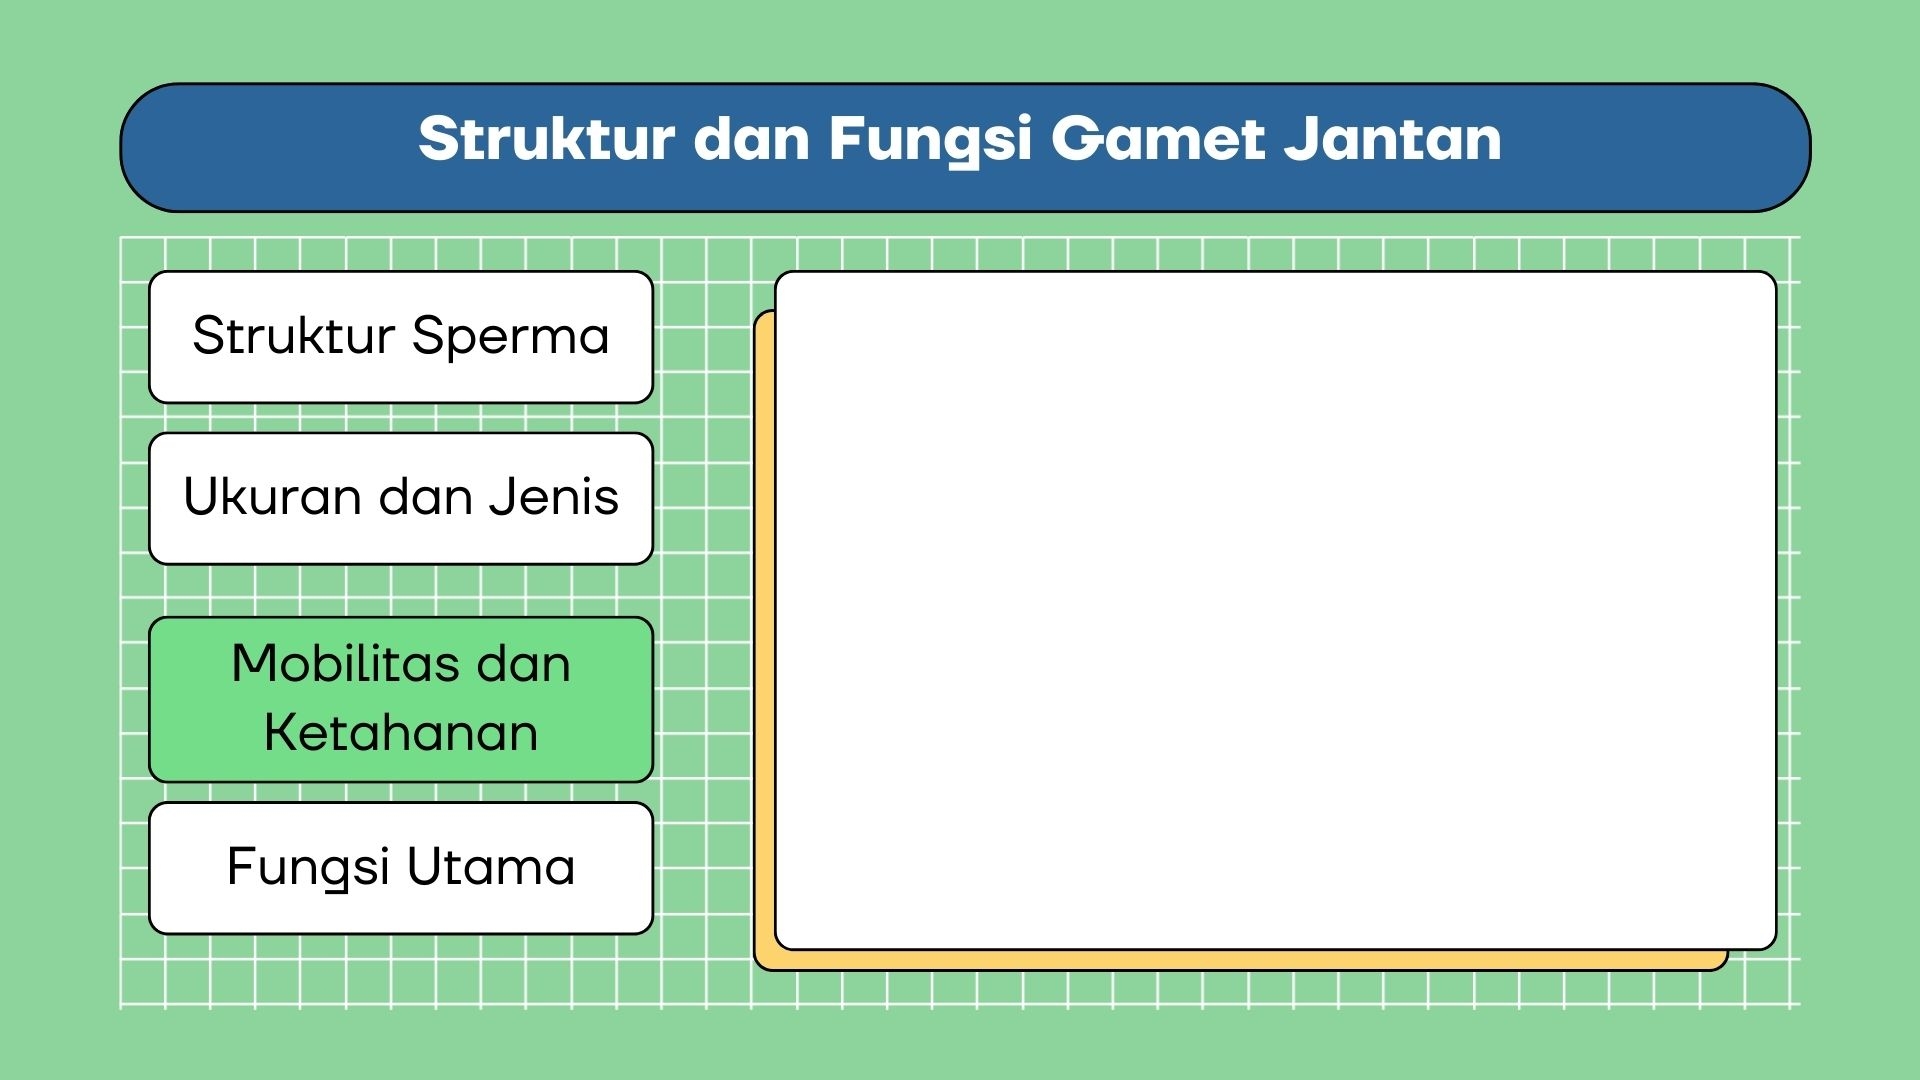 Struktur dan Fungsi Gamet Jantan
Struktur Sperma
Ukuran dan Jenis
Mobilitas dan
Ketahanan
Fungsi Utama